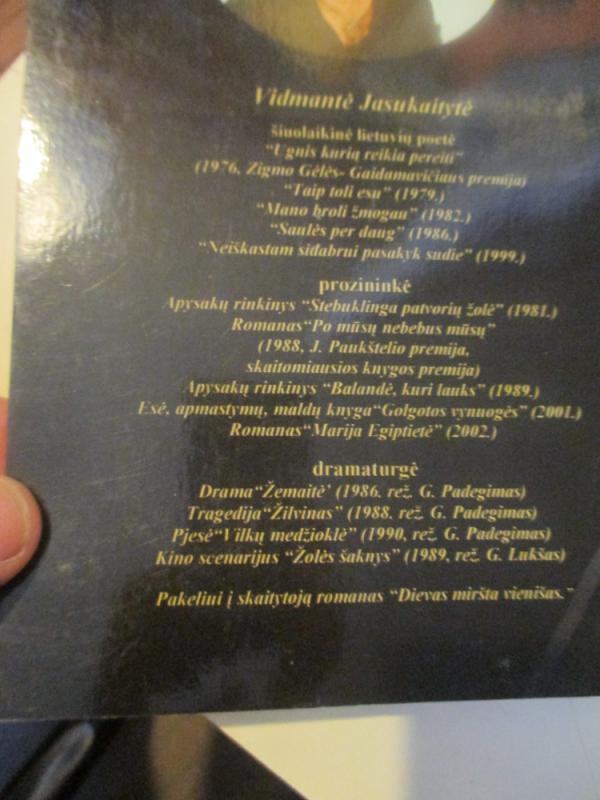 Vidmantė Jasukaitytė
šiuolaikinė lietuvių poetė
“Ugnis kurią reikia pereiti”
(1976, Zigmo Gėlės- Gaidamavičiaus premija)
“Taip toli esu” (1979.)
“Mano broli žmogau” (1982.)
“Saulės per daug” (1986.)
“Neiškastam sidabrui pasakyk sudie” (1999.)
prozininkė
Apysakų rinkinys “Stebuklinga patvorių žolė” (1981.)
Romanas“Po mūsų nebebus mūsų”
(1988, J. Paukštelio premija,
skaitomiausios knygos premija)
Apysakų rinkinys “Balandė, kuri lauks” (1989.)
Esė, apmastymų, maldų knyga“Golgotos vynuogės” (2001.)
Romanas“Marija Egiptietė” (2002.)
dramaturgė
Drama“Žemaitė’ (1986. rež. G. Padegimas)
Tragedija“Žilvinas” (1988. rež. G. Padegimas)
Pjesė“Vilkų medžioklė” (1990, rež. G. Padegimas)
Kino scenarijus “Žolės šaknys” (1989, rež. G. Lukšas)
Pakeliui į skaitytoją romanas “Dievas miršta vienišas.”